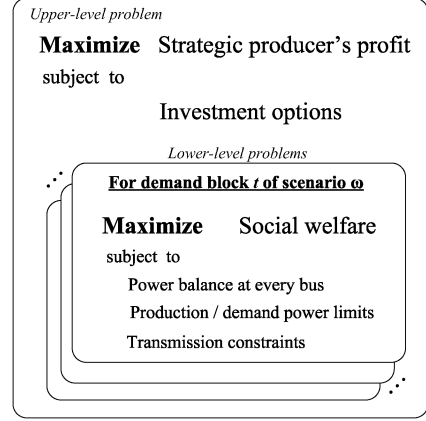 Upper-level problem
Maximize Strategic producer's profit
subject to
Investment options
Lower-level problems
For demand block t of scenario ω
Maximize Social welfare
subject to
Power balance at every bus
Production / demand power limits
Transmission constraints